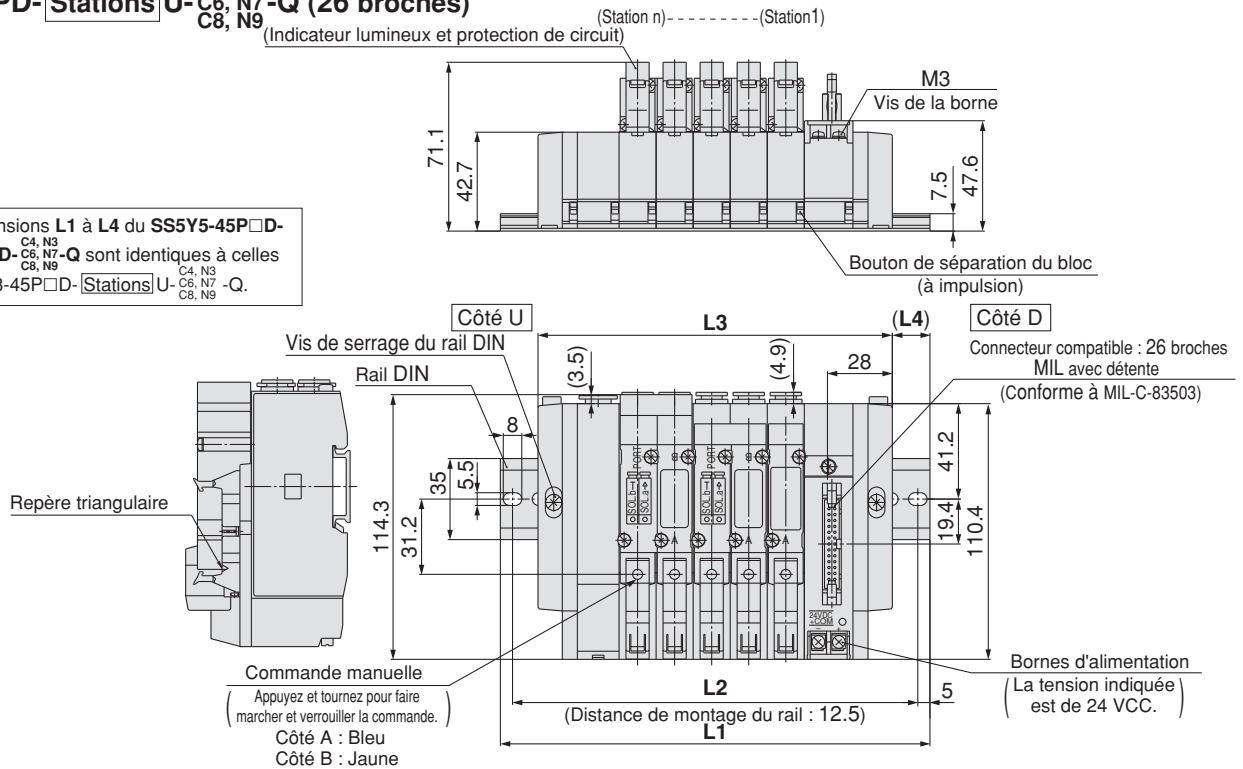 PD- Stations U- C6, N7 -Q (26 broches)
C8, N9
(Station n)- - - - - - - - -(Station1)
(Indicateur lumineux et protection de circuit)
M3
Vis de la borne
71.1
42.7
7.5
47.6
nsions L1 à L4 du SS5Y5-45P□D-
C4, N3
D- C6, N7 -Q sont identiques à celles
C8, N9
-45P□D- Stations U- C6, N7 -Q.
C4, N3
C8, N9
Bouton de séparation du bloc
(à impulsion)
Côté U
L3
(L4)
Côté D
Vis de serrage du rail DIN
Rail DIN
(3.5)
(4.9)
28
Connecteur compatible : 26 broches
MIL avec détente
(Conforme à MIL-C-83503)
8
5.5
35
31.2
114.3
41.2
19.4
110.4
Repère triangulaire
PORT
B
PORT
B
SOL b
SOL a
SOL b
SOL a
A
A
A
24VDC
+COM
- +
Commande manuelle
(Appuyez et tournez pour faire
marcher et verrouiller la commande.)
Côté A : Bleu
Côté B : Jaune
L2
5
(Distance de montage du rail : 12.5)
L1
Bornes d'alimentation
(La tension indiquée
est de 24 VCC.)